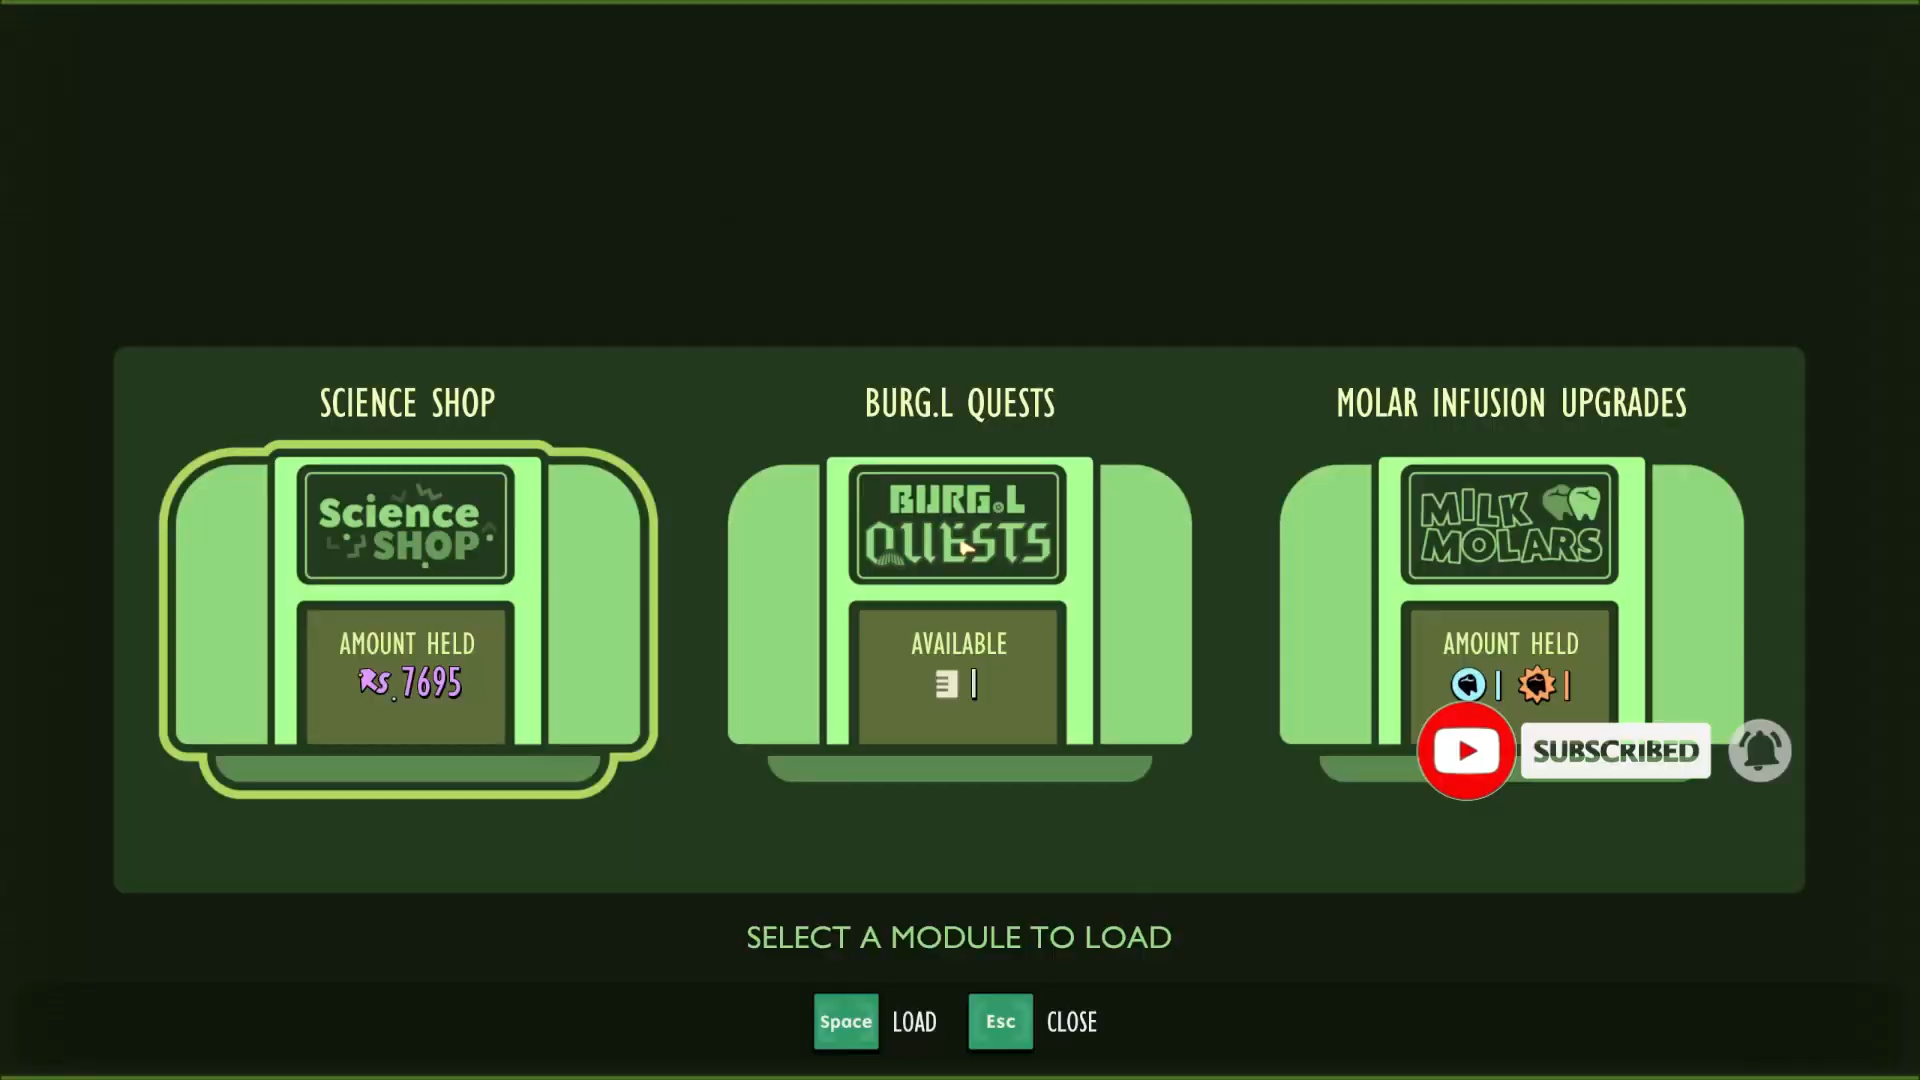 SCIENCE SHOP
BURG.L QUESTS
MOLAR INFUSION UPGRADES
Science
SHOP
BURG.L
QUESTS
MILK
MOLARS
AMOUNT HELD
RS. 7695
AVAILABLE
1
AMOUNT HELD
1 1
SUBSCRIBED
SELECT A MODULE TO LOAD
Space LOAD Esc CLOSE